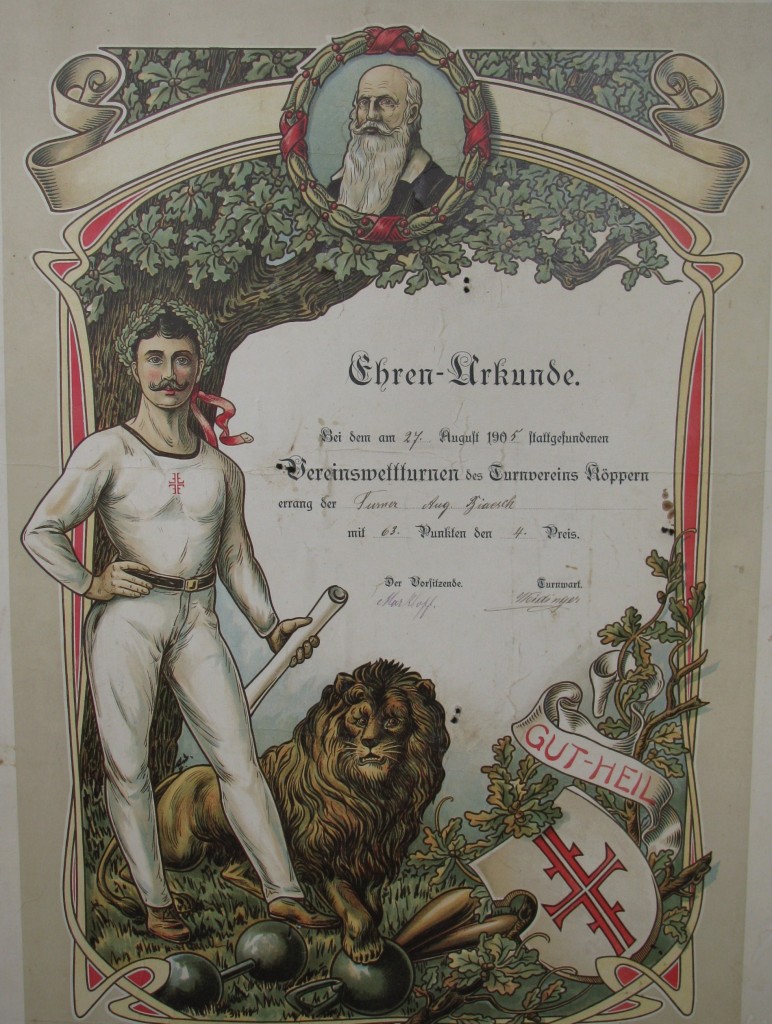 Ehren-Urkunde.
Bei dem am 27. August 1905 stattgefundenen
Vereinswettturnen des Turnvereins Köppern
errang der Turner Aug.
mit 63. Punkten den 4. Preis.
Der Vorsitzende. Turnwart.
GUT-HEIL